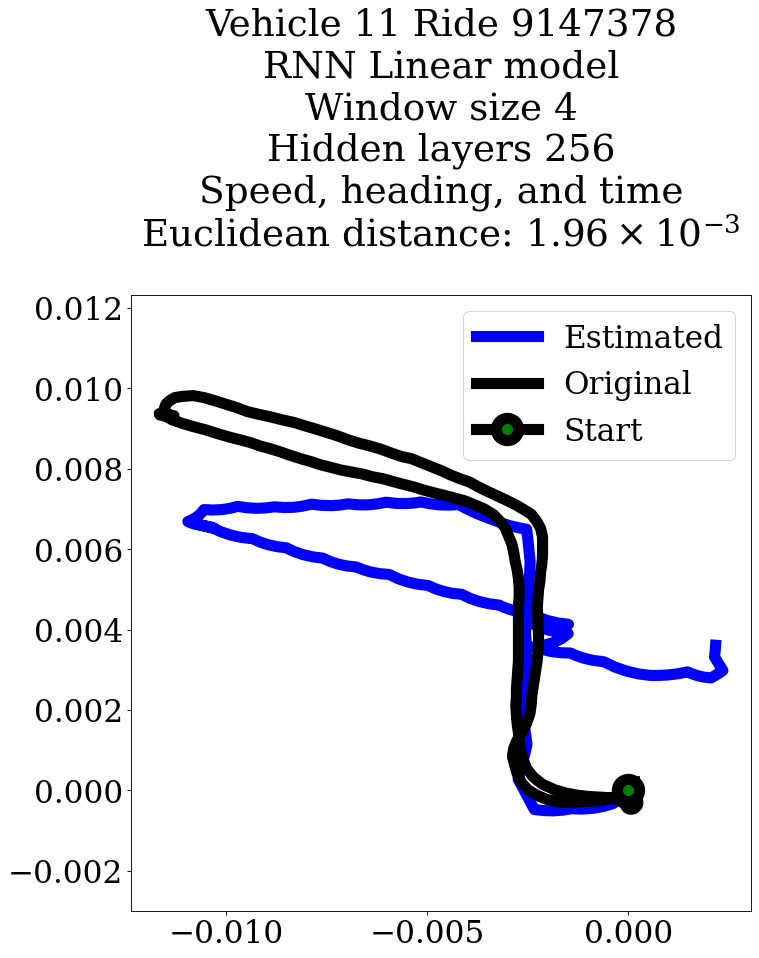 Vehicle 11 Ride 9147378
RNN Linear model
Window size 4
Hidden layers 256
Speed, heading, and time
Euclidean distance: 1.96 × 10⁻³
0.012
0.010
0.008
0.006
0.004
0.002
0.000
−0.002
Estimated
Original
Start
−0.010
−0.005
0.000